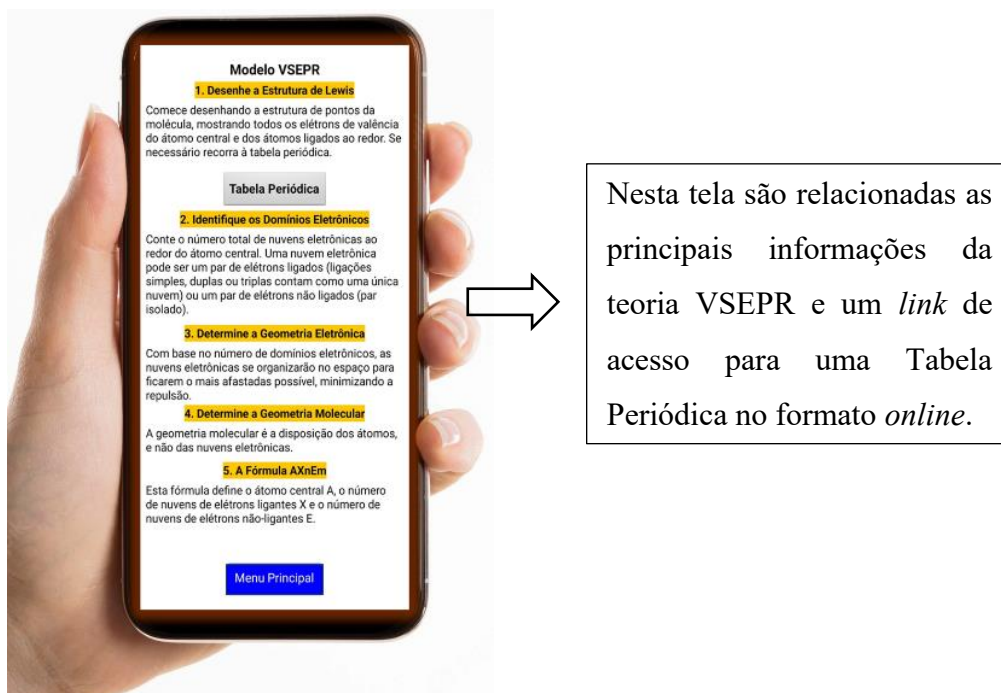 Modelo VSEPR
1. Desenhe a Estrutura de Lewis
Comece desenhando a estrutura de pontos da
molécula, mostrando todos os elétrons de valência
do átomo central e dos átomos ligados ao redor. Se
necessário recorra à tabela periódica.
Tabela Periódica
2. Identifique os Domínios Eletrônicos
Conte o número total de nuvens eletrônicas ao
redor do átomo central. Uma nuvem eletrônica
pode ser um par de elétrons ligados (ligações
simples, duplas ou triplas contam como uma única
nuvem) ou um par de elétrons não ligados (par
isolado).
3. Determine a Geometria Eletrônica
Com base no número de domínios eletrônicos, as
nuvens eletrônicas se organizarão no espaço para
ficarem o mais afastadas possível, minimizando a
repulsão.
4. Determine a Geometria Molecular
A geometria molecular é a disposição dos átomos,
e não das nuvens eletrônicas.
5. A Fórmula AXnEm
Esta fórmula define o átomo central A, o número
de nuvens de elétrons ligantes X e o número de
nuvens de elétrons não-ligantes E.
Menu Principal
Nesta tela são relacionadas as
principais informações da
teoria VSEPR e um link de
acesso para uma Tabela
Periódica no formato online.